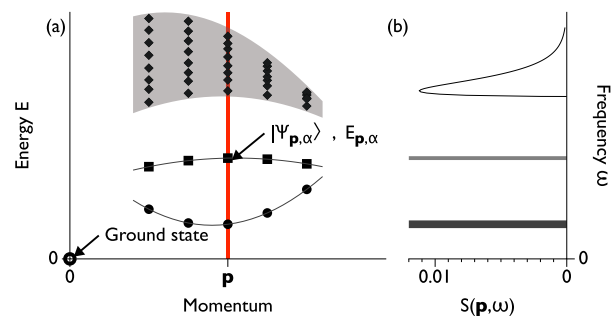 (a)
Energy E
|Ψp,α⟩ , Ep,α
Ground state
0
0
p
Momentum
(b)
Frequency ω
0
0.01
0
S(p,ω)